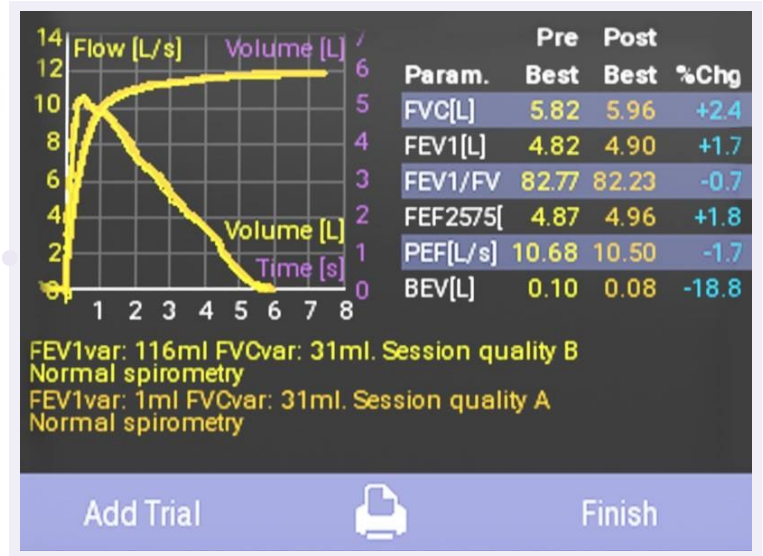 14
12
10
8
6
4
2
0
Flow [L/s]
Volume [L]
7
6
5
4
3
2
1
0
Volume [L]
Time [s]
1 2 3 4 5 6 7 8
Pre Post
Param. Best Best %Chg
FVC[L] 5.82 5.96 +2.4
FEV1[L] 4.82 4.90 +1.7
FEV1/FV 82.77 82.23 -0.7
FEF2575[ 4.87 4.96 +1.8
PEF[L/s] 10.68 10.50 -1.7
BEV[L] 0.10 0.08 -18.8
FEV1var: 116ml FVCvar: 31ml. Session quality B
Normal spirometry
FEV1var: 1ml FVCvar: 31ml. Session quality A
Normal spirometry
Add Trial
Finish